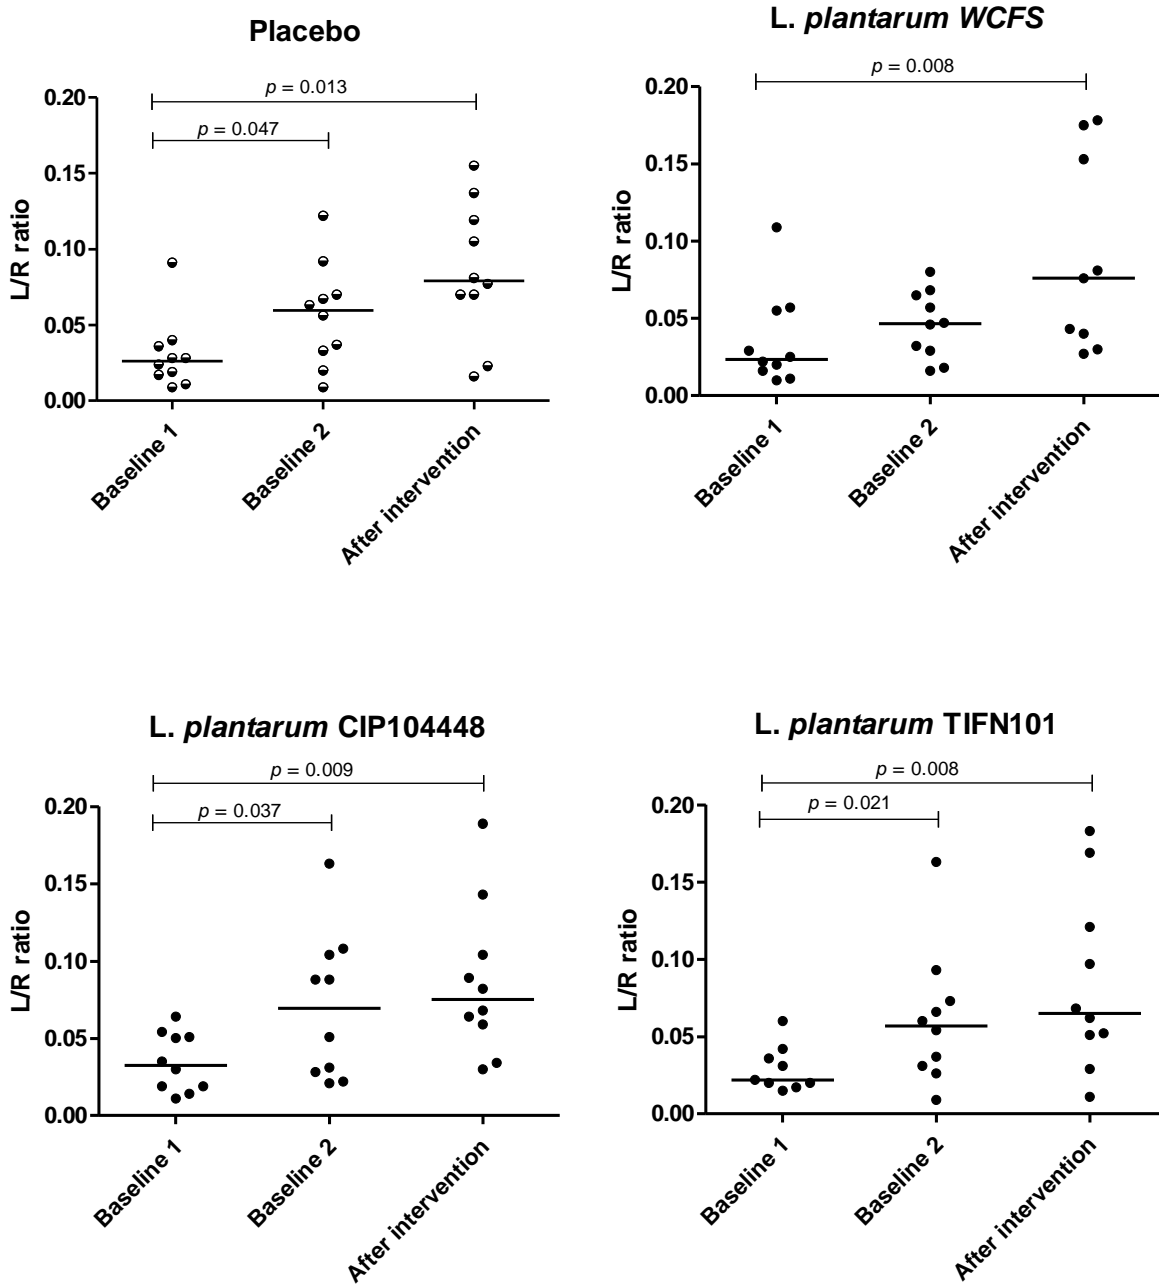 Placebo
p = 0.013
p = 0.047
0.20
0.15
0.10
0.05
0.00
L/R ratio
Baseline 1
Baseline 2
After intervention
L. plantarum WCFS
p = 0.008
0.20
0.15
0.10
0.05
0.00
L/R ratio
Baseline 1
Baseline 2
After intervention
L. plantarum CIP104448
p = 0.009
p = 0.037
0.20
0.15
0.10
0.05
0.00
L/R ratio
Baseline 1
Baseline 2
After intervention
L. plantarum TIFN101
p = 0.008
p = 0.021
0.20
0.15
0.10
0.05
0.00
L/R ratio
Baseline 1
Baseline 2
After intervention